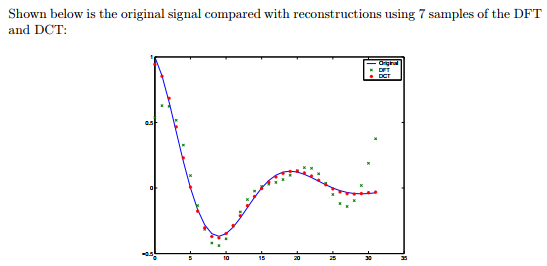 Shown below is the original signal compared with reconstructions using 7 samples of the DFT
and DCT:
1
Original
DFT
DCT
0.5
0
-0.5
0 5 10 15 20 25 30 35